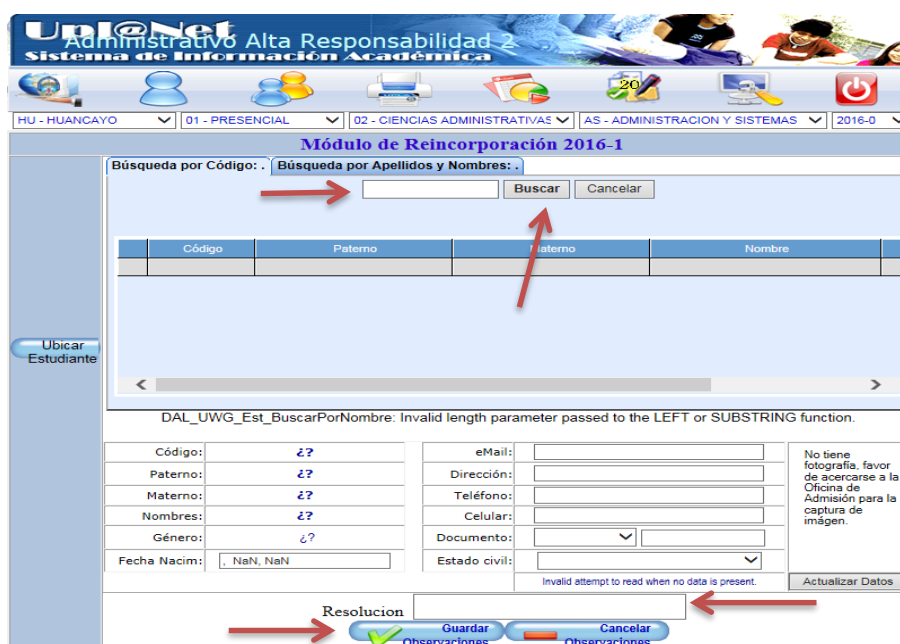 Upl@Net
Administrativo Alta Responsabilidad 2
Sistema de Información Académica
20
HU - HUANCAYO 01 - PRESENCIAL 02 - CIENCIAS ADMINISTRATIVAS AS - ADMINISTRACION Y SISTEMAS 2016-0
Módulo de Reincorporación 2016-1
Búsqueda por Código: . Búsqueda por Apellidos y Nombres: .
Buscar Cancelar
Código Paterno Materno Nombre
Ubicar
Estudiante
DAL_UWG_Est_BuscarPorNombre: Invalid length parameter passed to the LEFT or SUBSTRING function.
Código: ¿? eMail:
Paterno: ¿? Dirección:
Materno: ¿? Teléfono:
Nombres: ¿? Celular:
Género: ¿? Documento:
Fecha Nacim: , NaN, NaN Estado civil:
No tiene
fotografía, favor
de acercarse a la
Oficina de
Admisión para la
captura de
imágen.
Invalid attempt to read when no data is present. Actualizar Datos
Resolucion
Guardar
Observaciones
Cancelar
Observaciones